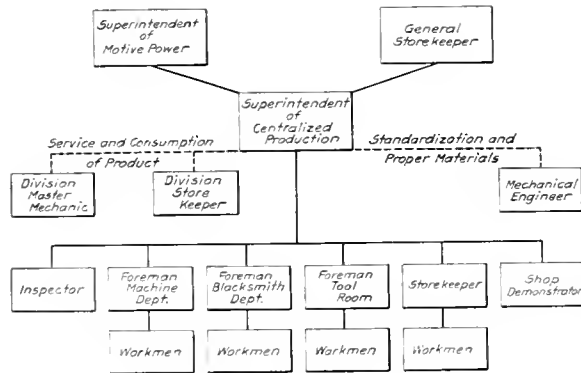 Superintendent
of
Motive Power
General
Storekeeper
Superintendent
of
Centralized
Production
Service and Consumption
of Product
Standardization and
Proper Materials
Division
Master
Mechanic
Division
Store
Keeper
Mechanical
Engineer
Inspector
Foreman
Machine
Dept.
Foreman
Blacksmith
Dept.
Foreman
Tool
Room
Storekeeper
Shop
Demonstrator
Workmen
Workmen
Workmen
Workmen